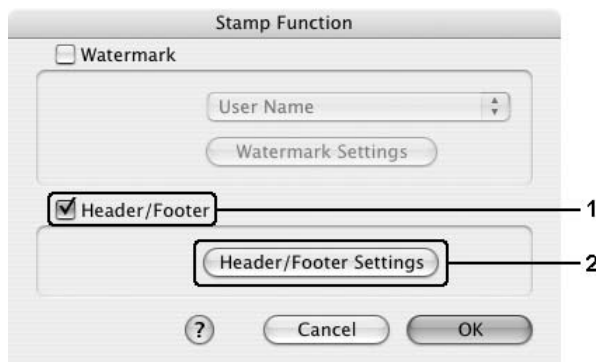 Stamp Function
Watermark
User Name
Watermark Settings
Header/Footer
1
Header/Footer Settings
2
?
Cancel
OK